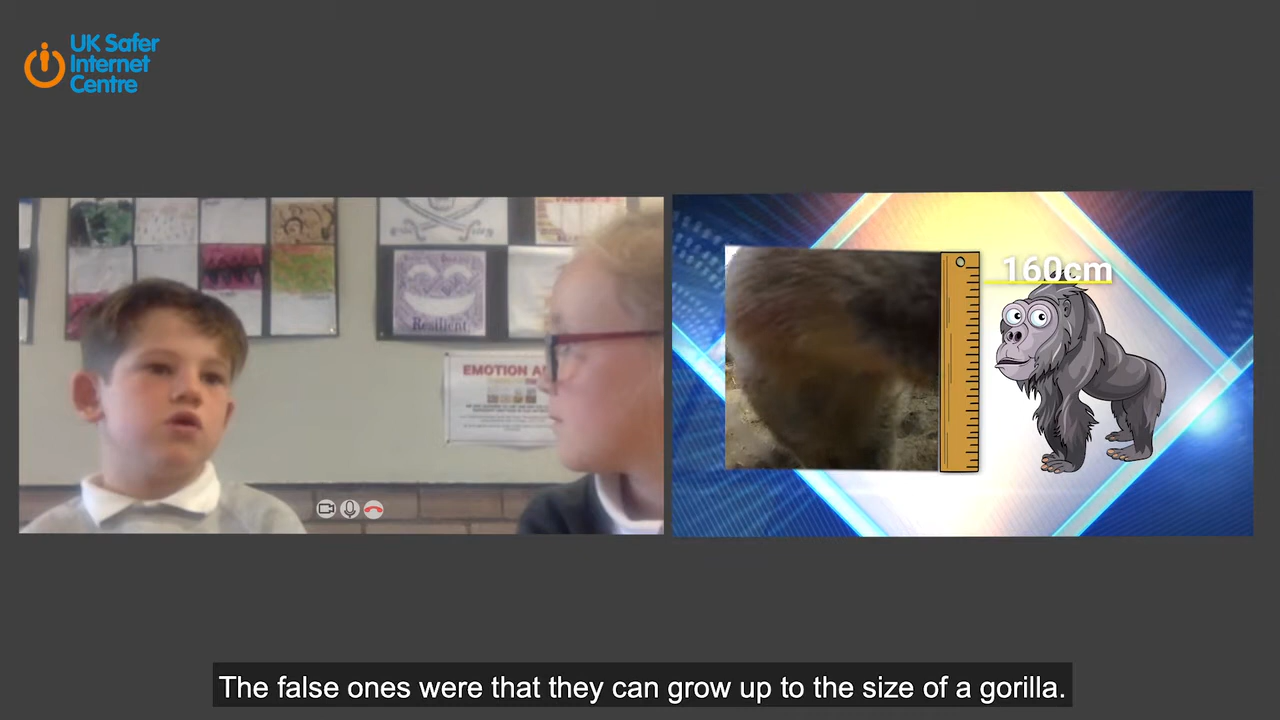 UK Safer
Internet
Centre
Resilient
EMOTION A
160cm
The false ones were that they can grow up to the size of a gorilla.